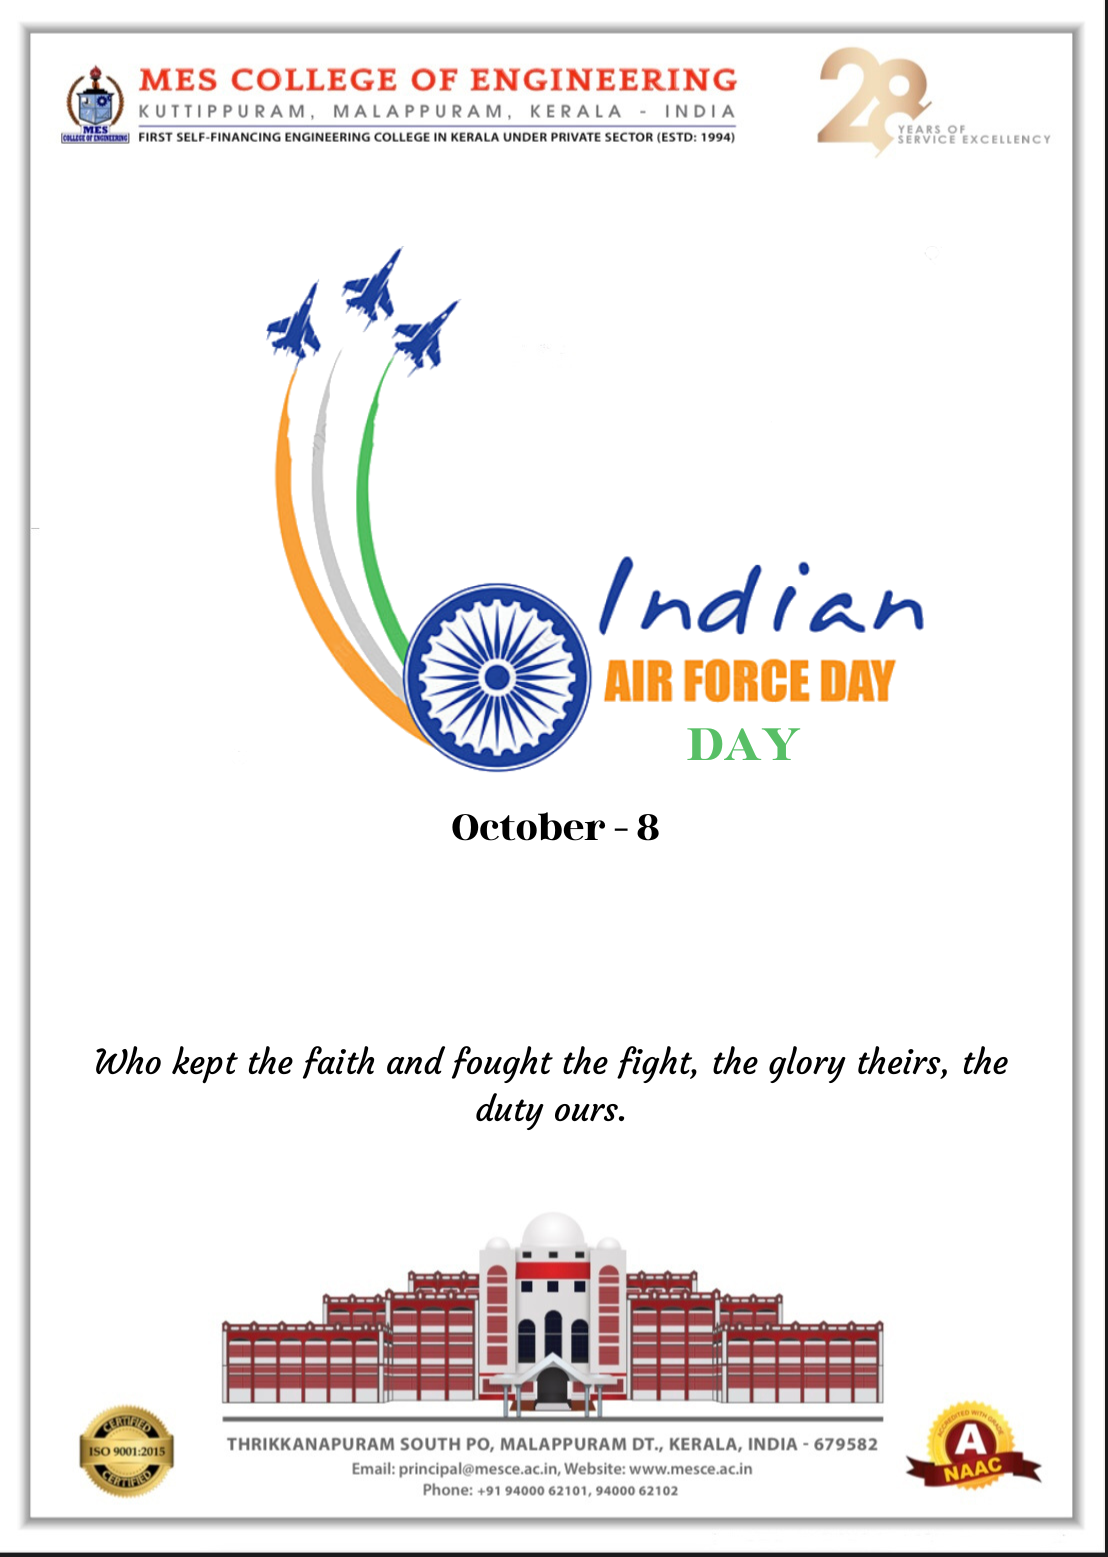 MES COLLEGE OF ENGINEERING
KUTTIPPURAM, MALAPPURAM, KERALA - INDIA
FIRST SELF-FINANCING ENGINEERING COLLEGE IN KERALA UNDER PRIVATE SECTOR (ESTD: 1994)
MES
COLLEGE OF ENGINEERING
28
YEARS OF
SERVICE EXCELLENCY
Indian
AIR FORCE DAY
DAY
October - 8
Who kept the faith and fought the fight, the glory theirs, the
duty ours.
CERTIFIED
ISO 9001:2015
CERTIFIED
THRIKKANAPURAM SOUTH PO, MALAPPURAM DT., KERALA, INDIA - 679582
Email: principal@mesce.ac.in, Website: www.mesce.ac.in
Phone: +91 94000 62101, 94000 62102
ACCREDITED WITH GRADE
A
NAAC